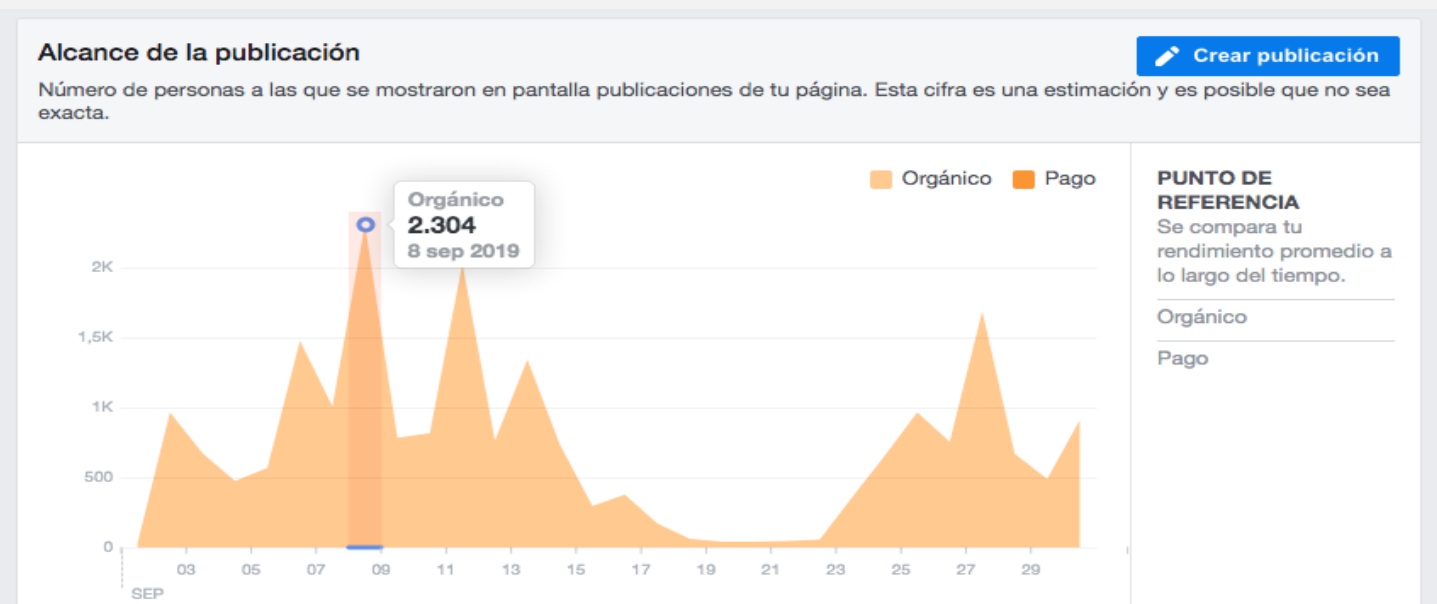 Alcance de la publicación
Crear publicación
Número de personas a las que se mostraron en pantalla publicaciones de tu página. Esta cifra es una estimación y es posible que no sea
exacta.
Orgánico
Pago
Orgánico
2.304
8 sep 2019
2K
1,5K
1K
500
0
03
05
07
09
11
13
15
17
19
21
23
25
27
29
SEP
PUNTO DE
REFERENCIA
Se compara tu
rendimiento promedio a
lo largo del tiempo.
Orgánico
Pago